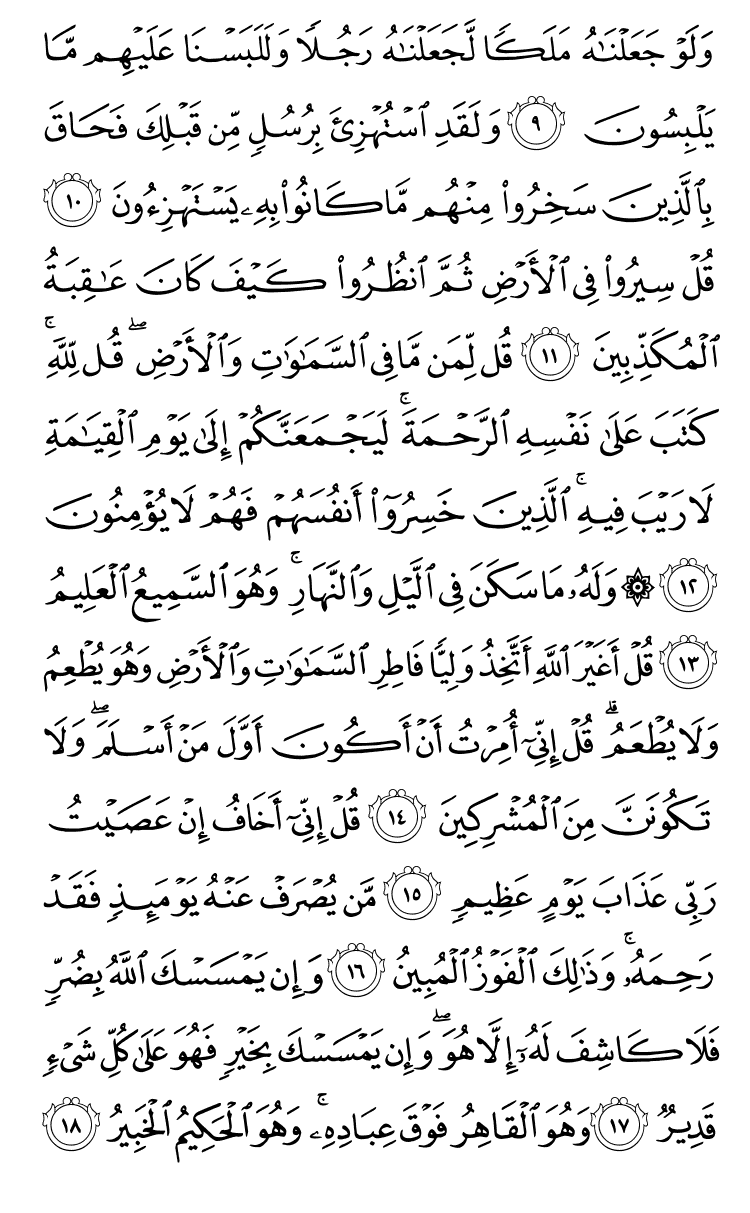 وَلَوۡ جَعَلۡنَٰهُ مَلَكٗا لَّجَعَلۡنَٰهُ رَجُلٗا وَلَلَبَسۡنَا عَلَيۡهِم مَّا
يَلۡبِسُونَ ٩ وَلَقَدِ ٱسۡتُهۡزِئَ بِرُسُلٖ مِّن قَبۡلِكَ فَحَاقَ
بِٱلَّذِينَ سَخِرُواْ مِنۡهُم مَّا كَانُواْ بِهِۦ يَسۡتَهۡزِءُونَ ١٠
قُلۡ سِيرُواْ فِي ٱلۡأَرۡضِ ثُمَّ ٱنظُرُواْ كَيۡفَ كَانَ عَٰقِبَةُ
ٱلۡمُكَذِّبِينَ ١١ قُل لِّمَن مَّا فِي ٱلسَّمَٰوَٰتِ وَٱلۡأَرۡضِۖ قُل لِّلَّهِۚ
كَتَبَ عَلَىٰ نَفۡسِهِ ٱلرَّحۡمَةَۚ لَيَجۡمَعَنَّكُمۡ إِلَىٰ يَوۡمِ ٱلۡقِيَٰمَةِ
لَا رَيۡبَ فِيهِۚ ٱلَّذِينَ خَسِرُوٓاْ أَنفُسَهُمۡ فَهُمۡ لَا يُؤۡمِنُونَ
١٢ ۞ وَلَهُۥ مَا سَكَنَ فِي ٱلَّيۡلِ وَٱلنَّهَارِۚ وَهُوَ ٱلسَّمِيعُ ٱلۡعَلِيمُ
١٣ قُلۡ أَغَيۡرَ ٱللَّهِ أَتَّخِذُ وَلِيّٗا فَاطِرِ ٱلسَّمَٰوَٰتِ وَٱلۡأَرۡضِ وَهُوَ يُطۡعِمُ
وَلَا يُطۡعَمُۗ قُلۡ إِنِّيٓ أُمِرۡتُ أَنۡ أَكُونَ أَوَّلَ مَنۡ أَسۡلَمَۖ وَلَا
تَكُونَنَّ مِنَ ٱلۡمُشۡرِكِينَ ١٤ قُلۡ إِنِّيٓ أَخَافُ إِنۡ عَصَيۡتُ
رَبِّي عَذَابَ يَوۡمٍ عَظِيمٖ ١٥ مَّن يُصۡرَفۡ عَنۡهُ يَوۡمَئِذٖ فَقَدۡ
رَحِمَهُۥۚ وَذَٰلِكَ ٱلۡفَوۡزُ ٱلۡمُبِينُ ١٦ وَإِن يَمۡسَسۡكَ ٱللَّهُ بِضُرّٖ
فَلَا كَاشِفَ لَهُۥٓ إِلَّا هُوَۖ وَإِن يَمۡسَسۡكَ بِخَيۡرٖ فَهُوَ عَلَىٰ كُلِّ شَيۡءٖ
قَدِيرٞ ١٧ وَهُوَ ٱلۡقَاهِرُ فَوۡقَ عِبَادِهِۦۚ وَهُوَ ٱلۡحَكِيمُ ٱلۡخَبِيرُ ١٨